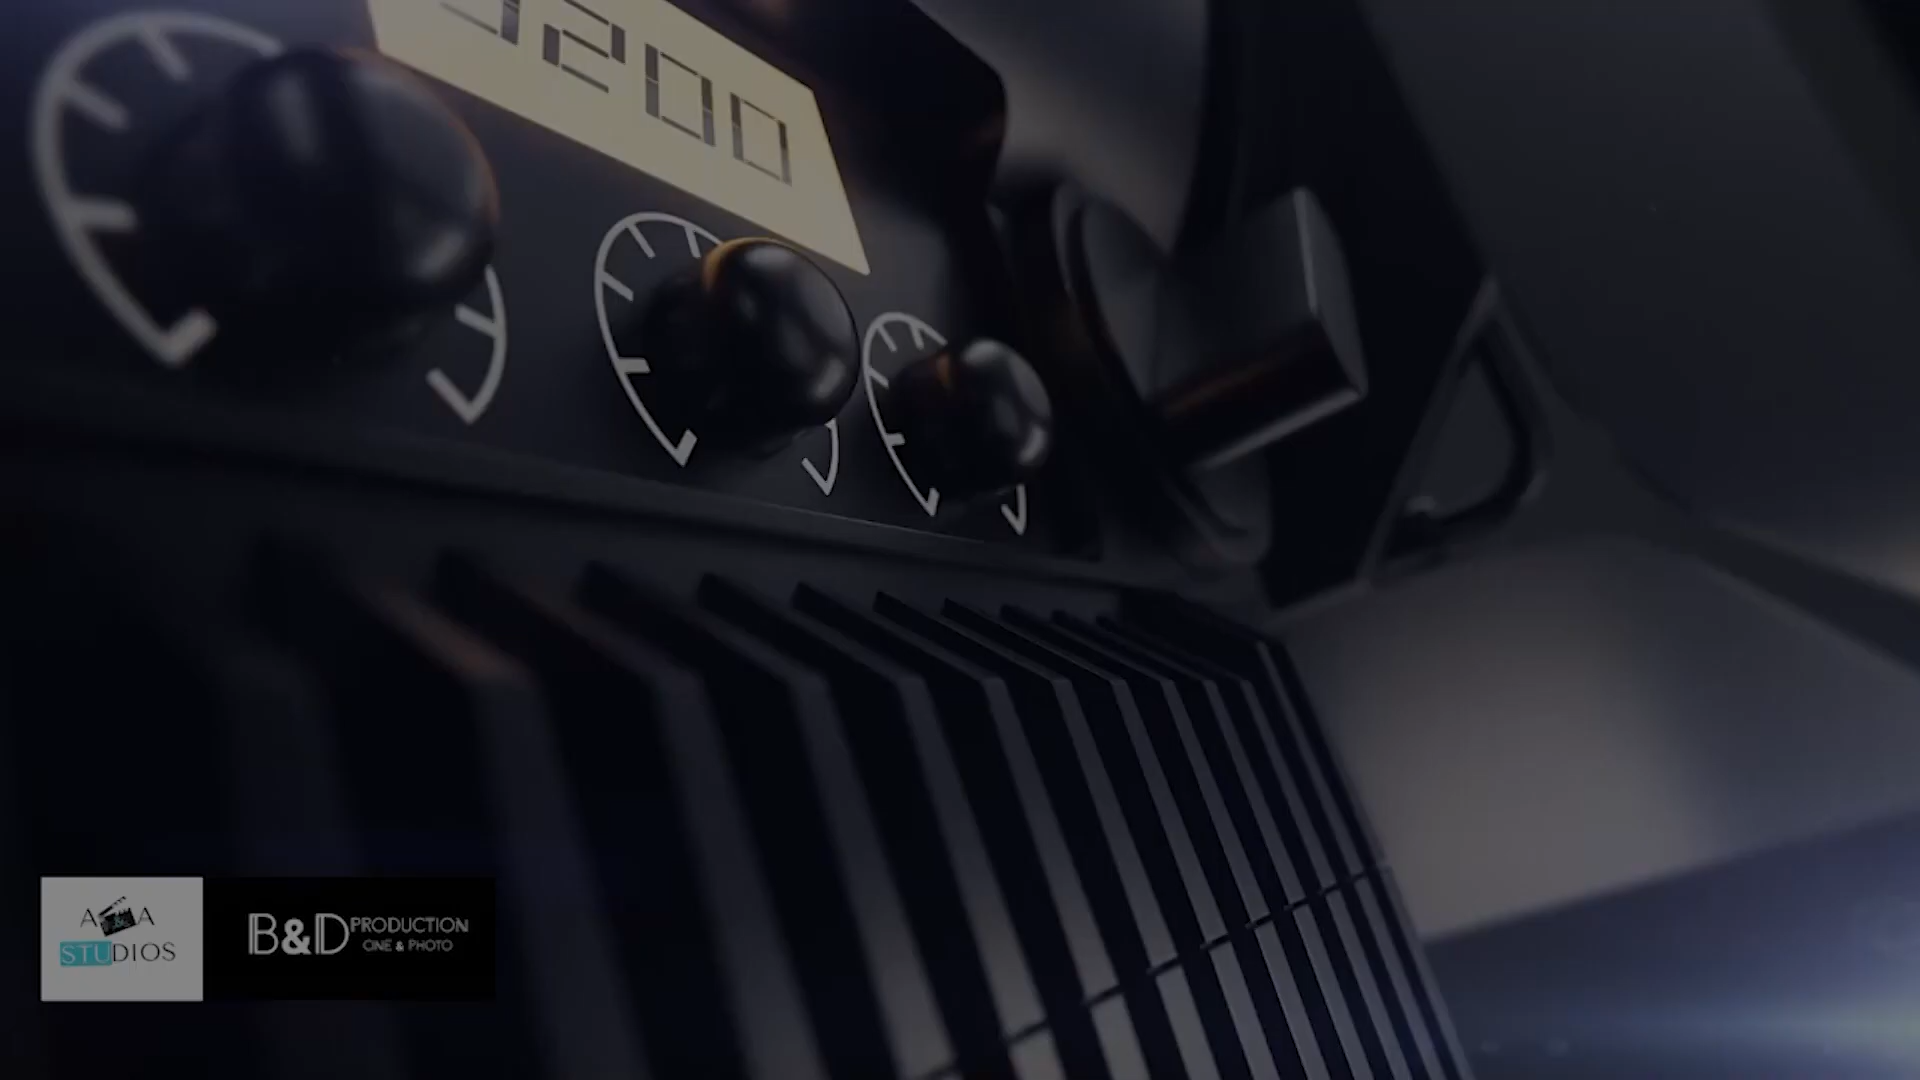 200
A&A
STUDIOS
B&D PRODUCTION
CINE & PHOTO